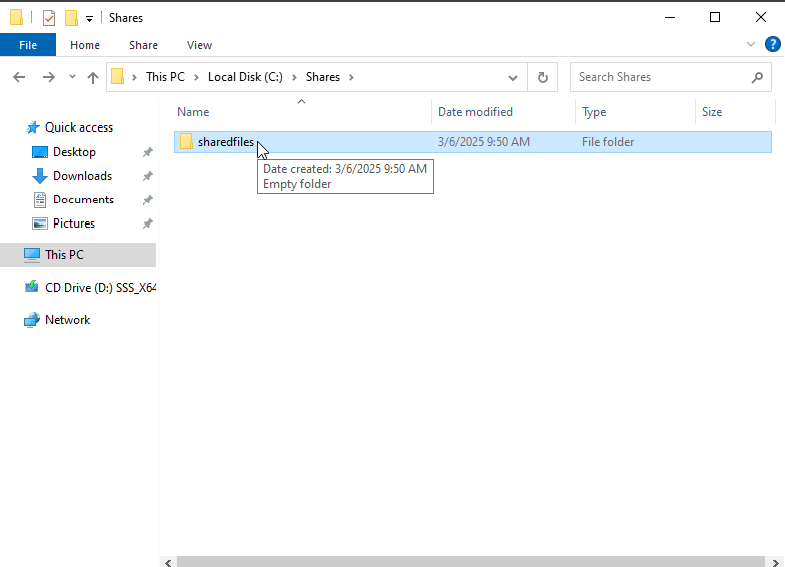 Shares
File Home Share View
This PC Local Disk (C:) Shares
Search Shares
Name Date modified Type Size
Quick access
Desktop
Downloads
Documents
Pictures
This PC
CD Drive (D:) SSS_X64
Network
sharedfiles 3/6/2025 9:50 AM File folder
Date created: 3/6/2025 9:50 AM
Empty folder